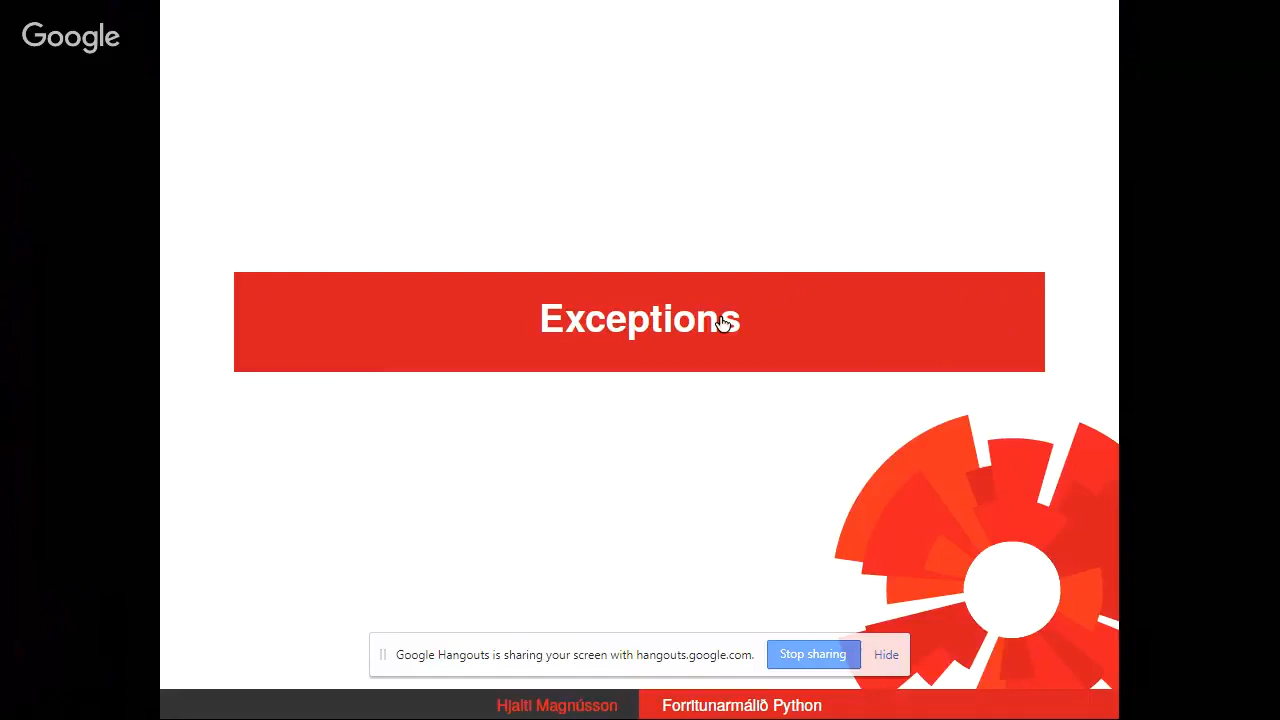 Google
Exceptions
Google Hangouts is sharing your screen with hangouts.google.com.
Stop sharing
Hide
Hjalti Magnússon
Forritunarmálið Python